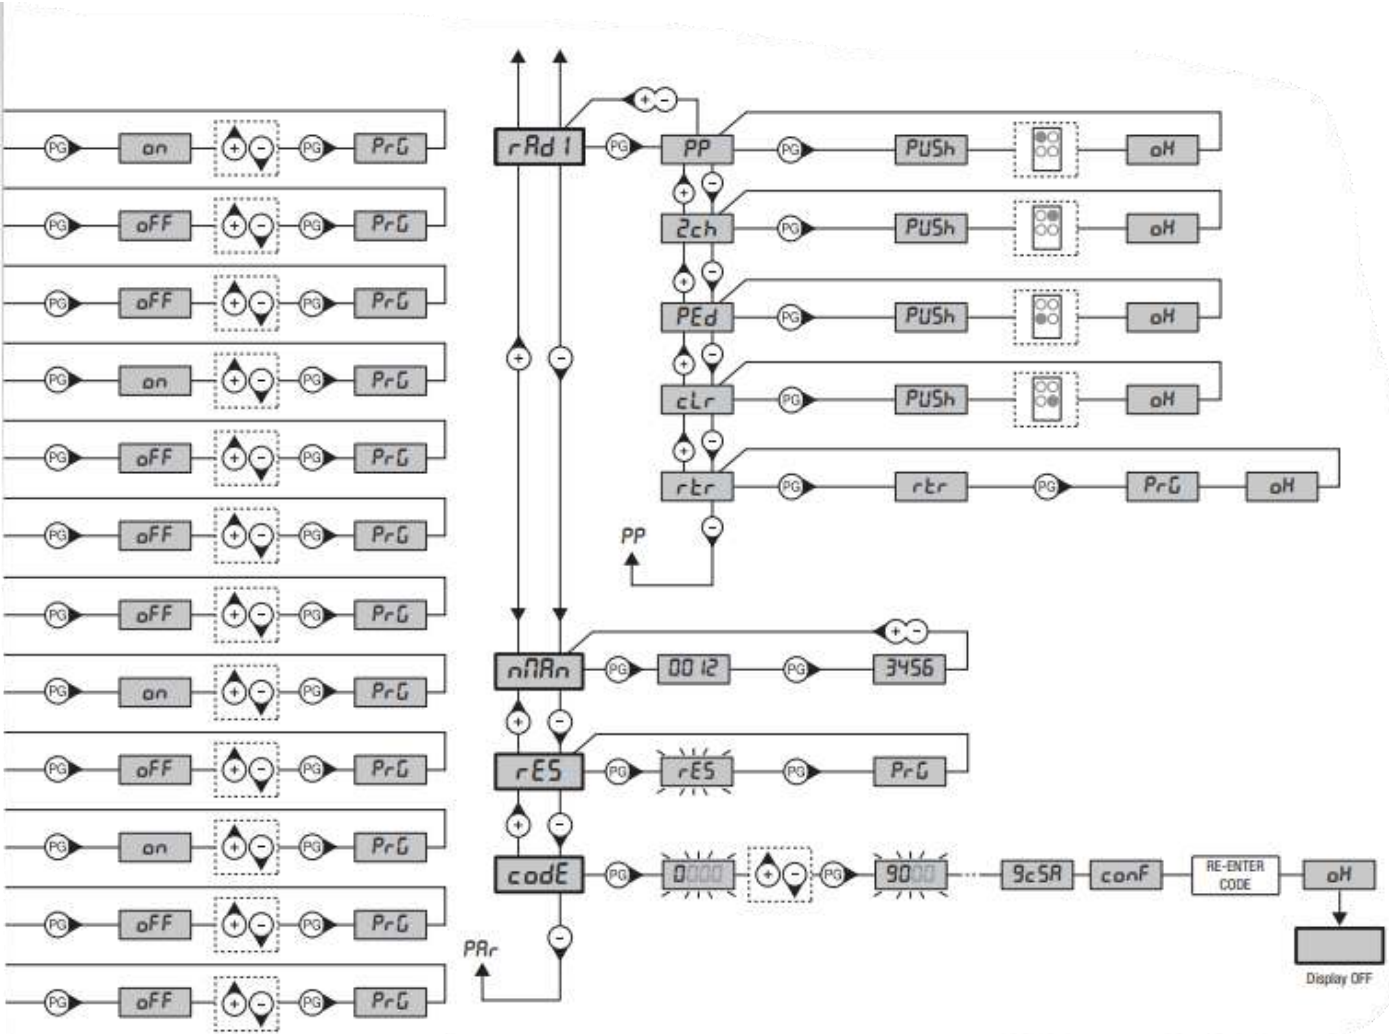 PG on + - PG PrG
PG oFF + - PG PrG
PG oFF + - PG PrG
PG on + - PG PrG
PG oFF + - PG PrG
PG oFF + - PG PrG
PG oFF + - PG PrG
PG on + - PG PrG
PG oFF + - PG PrG
PG on + - PG PrG
PG oFF + - PG PrG
PG oFF + - PG PrG
+ -
rAd1 PG PP PG PUSh oK
+ -
2ch PG PUSh oK
+ -
PEd PG PUSh oK
+ -
+ -
cLr PG PUSh oK
+ -
rtr PG rtr PG PrG oK
-
PP
+ -
nMAn PG 0012 PG 3456
+ -
rES PG rES PG PrG
+ -
codE PG 0000 + - PG 9000 ... 9c5A conF RE-ENTER
CODE
oK
-
PAr
Display OFF